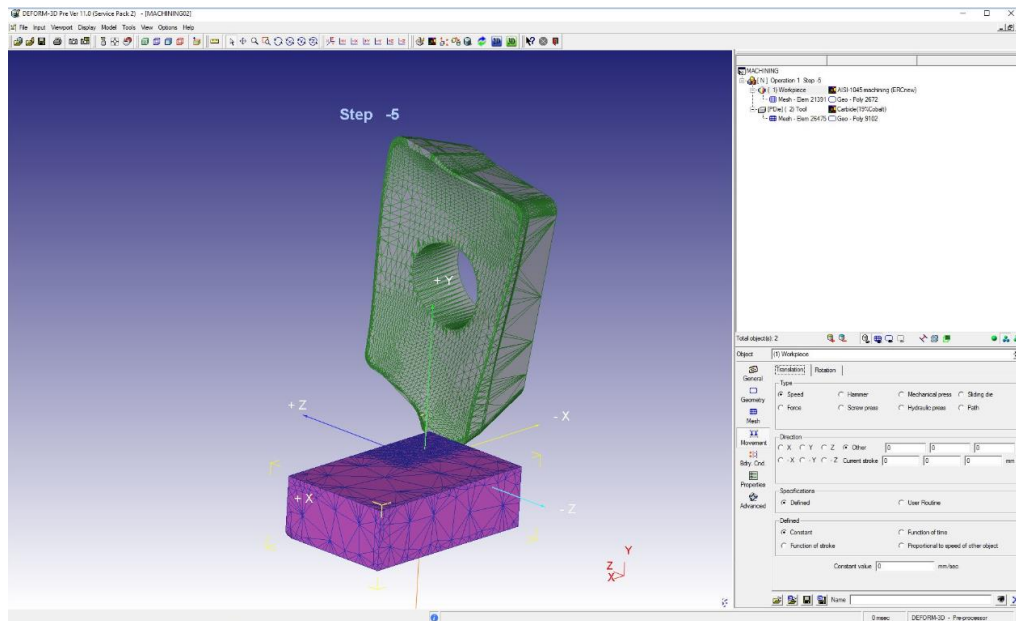 DEFORM-3D Pre Ver 11.0 (Service Pack 2) - [MACHINING02]
File Input Viewport Display Model Tools View Options Help
Step -5
+ Y
+ Z
- X
+ X
- Z
Y
Z
X
MACHINING
[ N ] Operation 1 Step -5
( 1) Workpiece AISI-1045 machining (ERCnew)
Mesh - Elem 21391 Geo - Poly 2672
( 2) Tool Carbide(15%Cobalt)
Mesh - Elem 26475 Geo - Poly 9102
Total object(s): 2
Object (1) Workpiece
General
Geometry
Mesh
Movement
Bdry. Cnd.
Properties
Advanced
Translation Rotation
Type
Speed Hammer Mechanical press Sliding die
Force Screw press Hydraulic press Path
Direction
X Y Z Other 0 0 0
-X -Y -Z Current stroke 0 0 0 mm
Specifications
Defined User Routine
Defined
Constant Function of time
Function of stroke Proportional to speed of other object
Constant value 0 mm/sec
Name
0 msec DEFORM-3D - Pre-processor